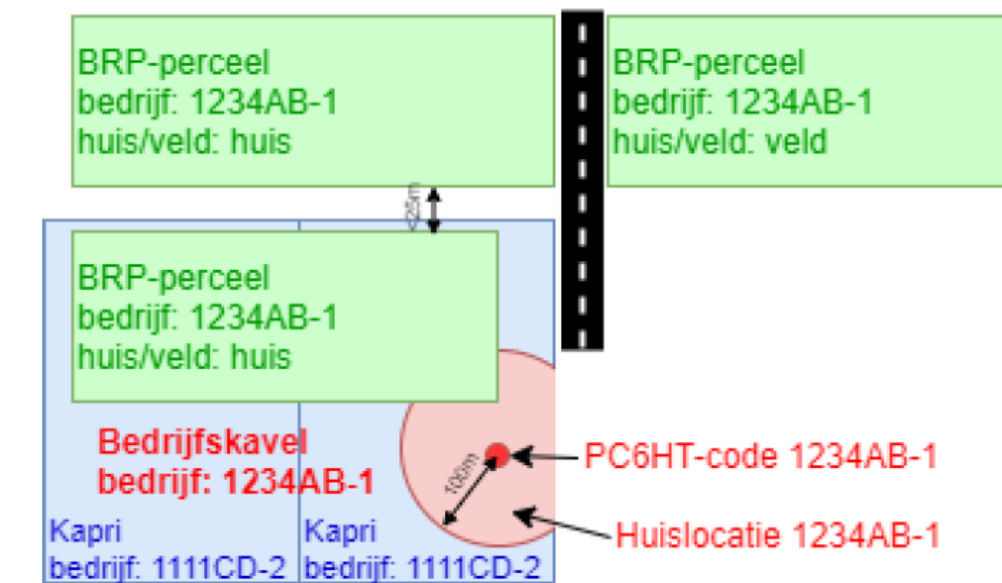 BRP-perceel
bedrijf: 1234AB-1
huis/veld: huis
BRP-perceel
bedrijf: 1234AB-1
huis/veld: veld
<25m
BRP-perceel
bedrijf: 1234AB-1
huis/veld: huis
Bedrijfskavel
bedrijf: 1234AB-1
100m
PC6HT-code 1234AB-1
Huislocatie 1234AB-1
Kapri
bedrijf: 1111CD-2
Kapri
bedrijf: 1111CD-2